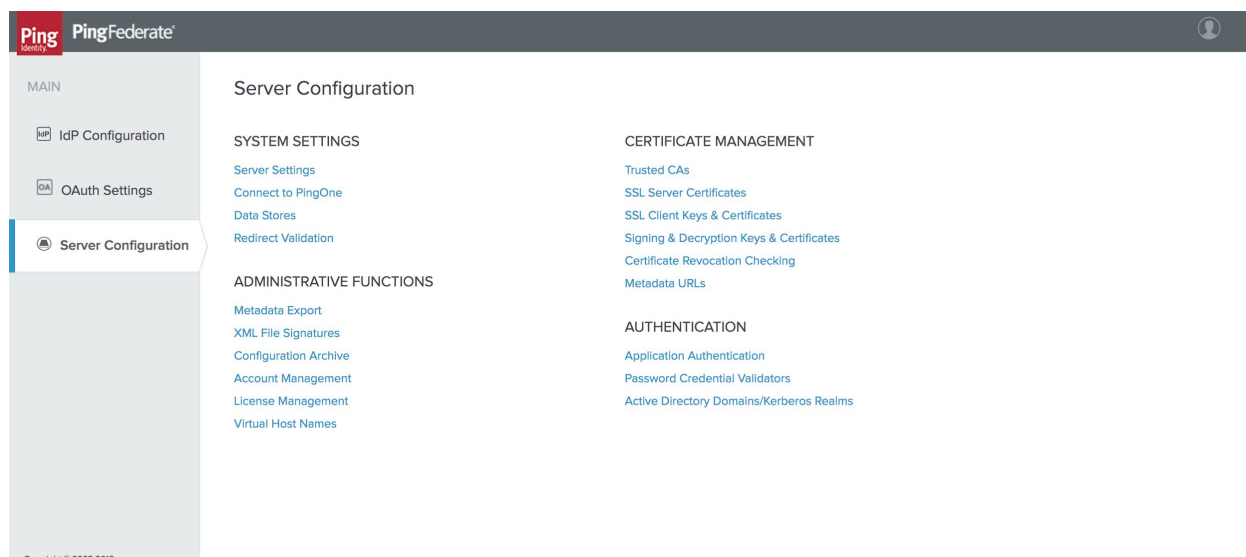 Ping
Identity.
PingFederate®
MAIN
IdP
IdP Configuration
OA
OAuth Settings
Server Configuration
Server Configuration
SYSTEM SETTINGS
Server Settings
Connect to PingOne
Data Stores
Redirect Validation
ADMINISTRATIVE FUNCTIONS
Metadata Export
XML File Signatures
Configuration Archive
Account Management
License Management
Virtual Host Names
CERTIFICATE MANAGEMENT
Trusted CAs
SSL Server Certificates
SSL Client Keys & Certificates
Signing & Decryption Keys & Certificates
Certificate Revocation Checking
Metadata URLs
AUTHENTICATION
Application Authentication
Password Credential Validators
Active Directory Domains/Kerberos Realms